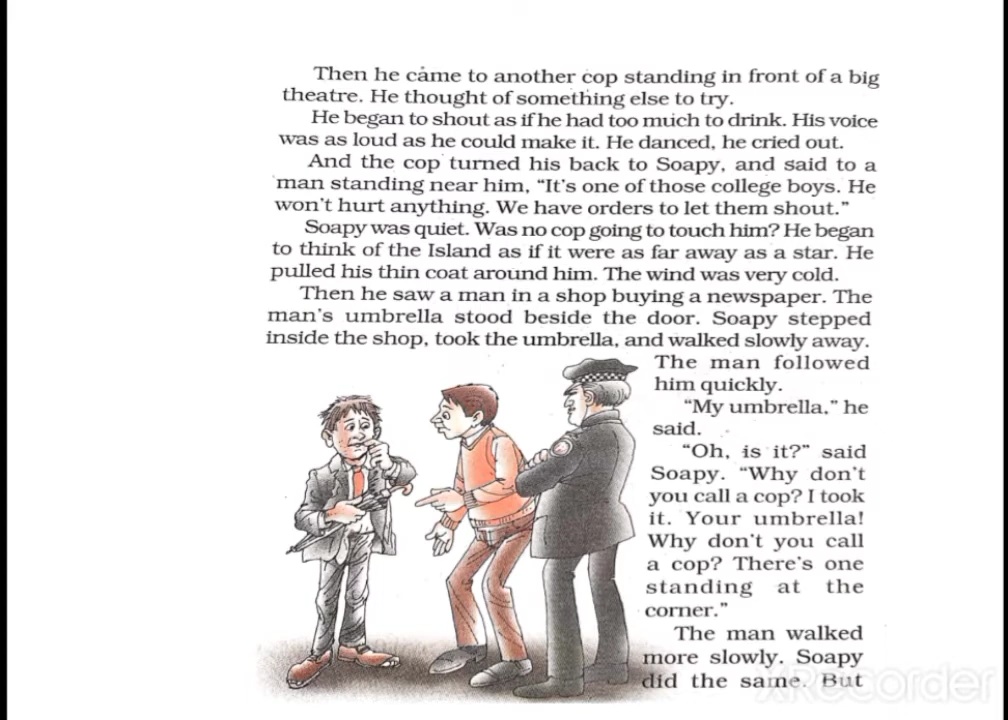 Then he came to another cop standing in front of a big
theatre. He thought of something else to try.
He began to shout as if he had too much to drink. His voice
was as loud as he could make it. He danced, he cried out.
And the cop turned his back to Soapy, and said to a
man standing near him, “It’s one of those college boys. He
won’t hurt anything. We have orders to let them shout.”
Soapy was quiet. Was no cop going to touch him? He began
to think of the Island as if it were as far away as a star. He
pulled his thin coat around him. The wind was very cold.
Then he saw a man in a shop buying a newspaper. The
man’s umbrella stood beside the door. Soapy stepped
inside the shop, took the umbrella, and walked slowly away.
The man followed
him quickly.
“My umbrella,” he
said.
“Oh, is it?” said
Soapy. “Why don’t
you call a cop? I took
it. Your umbrella!
Why don’t you call
a cop? There’s one
standing at the
corner.”
The man walked
more slowly. Soapy
did the same. But
XRecorder